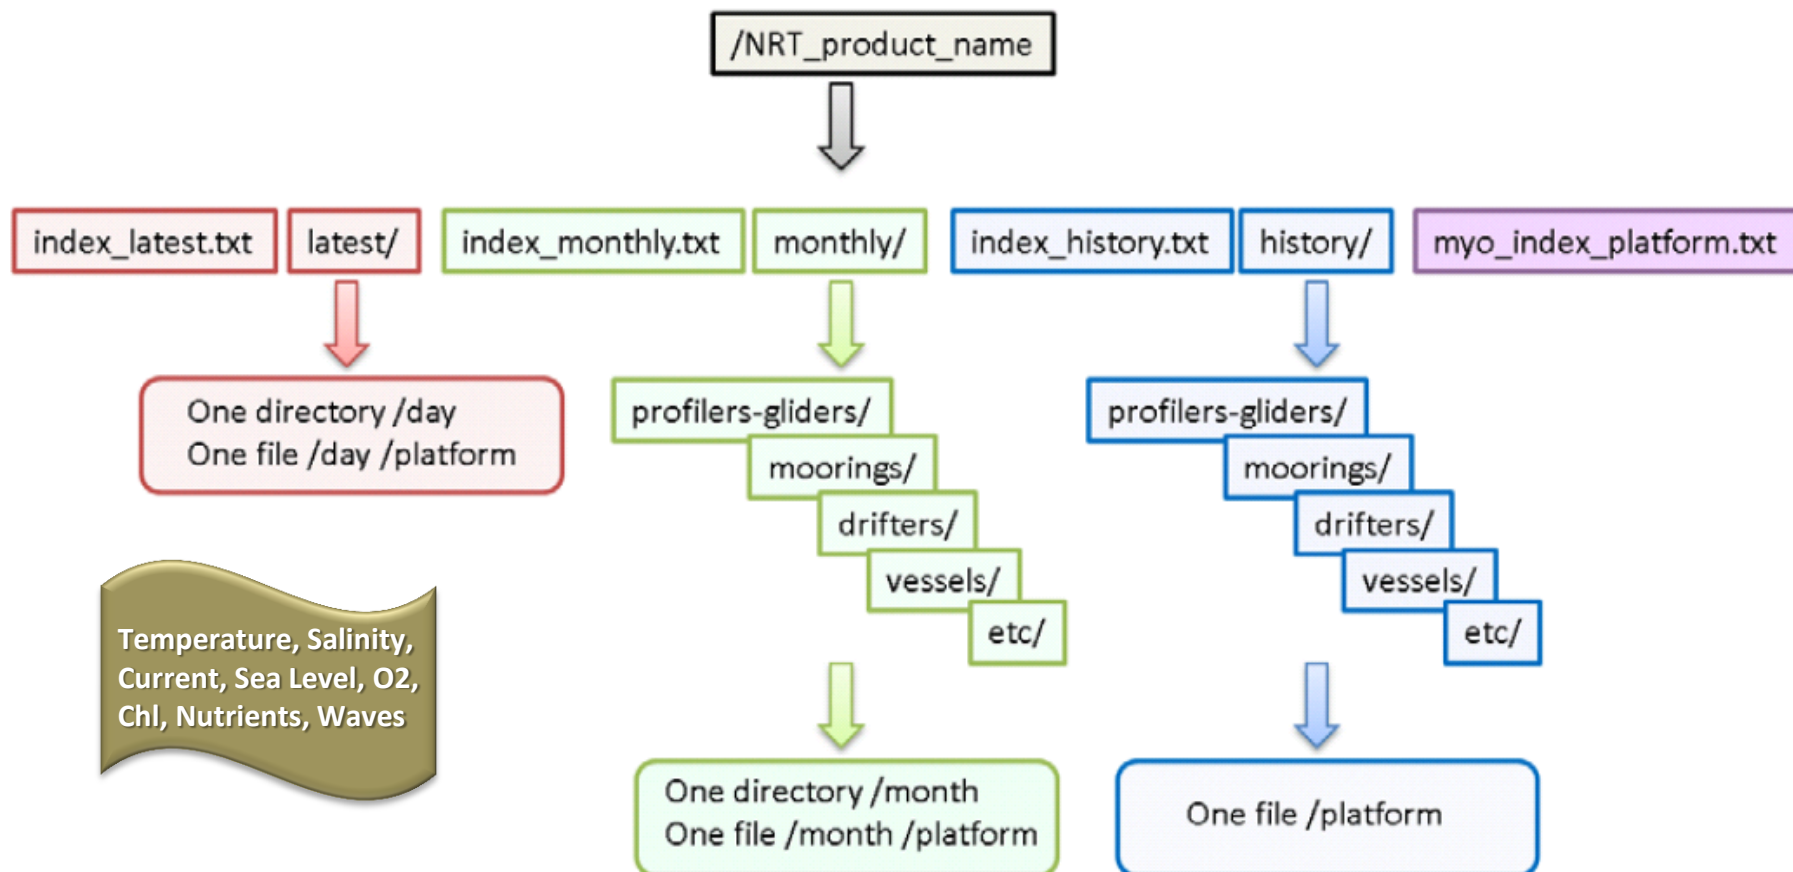 /NRT_product_name
index_latest.txt
latest/
index_monthly.txt
monthly/
index_history.txt
history/
myo_index_platform.txt
One directory /day
One file /day /platform
profilers-gliders/
moorings/
drifters/
vessels/
etc/
profilers-gliders/
moorings/
drifters/
vessels/
etc/
Temperature, Salinity,
Current, Sea Level, O2,
Chl, Nutrients, Waves
One directory /month
One file /month /platform
One file /platform